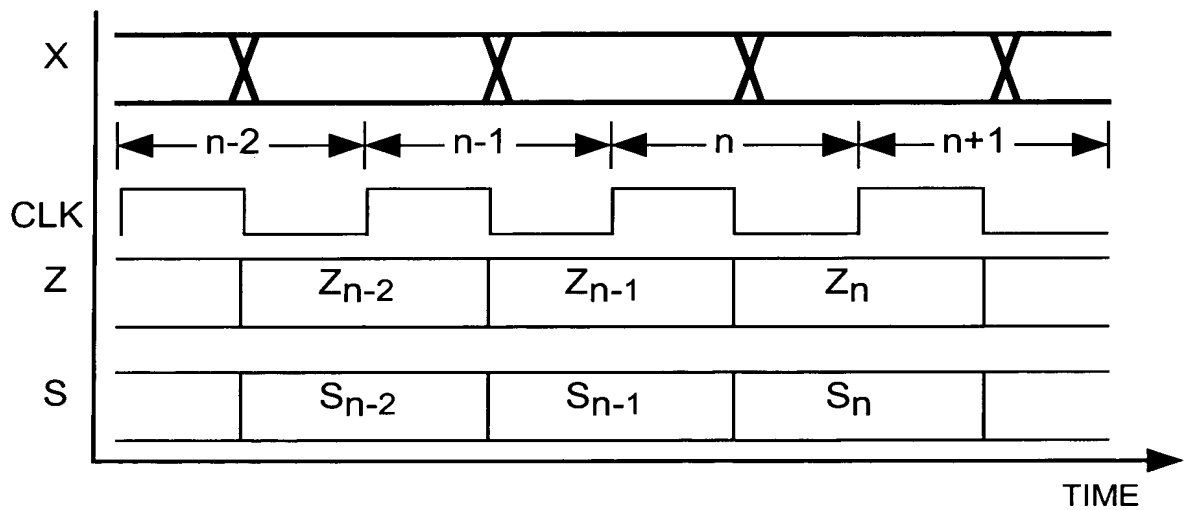 X
n-2 n-1 n n+1
CLK
Z Zn-2 Zn-1 Zn
S Sn-2 Sn-1 Sn
TIME